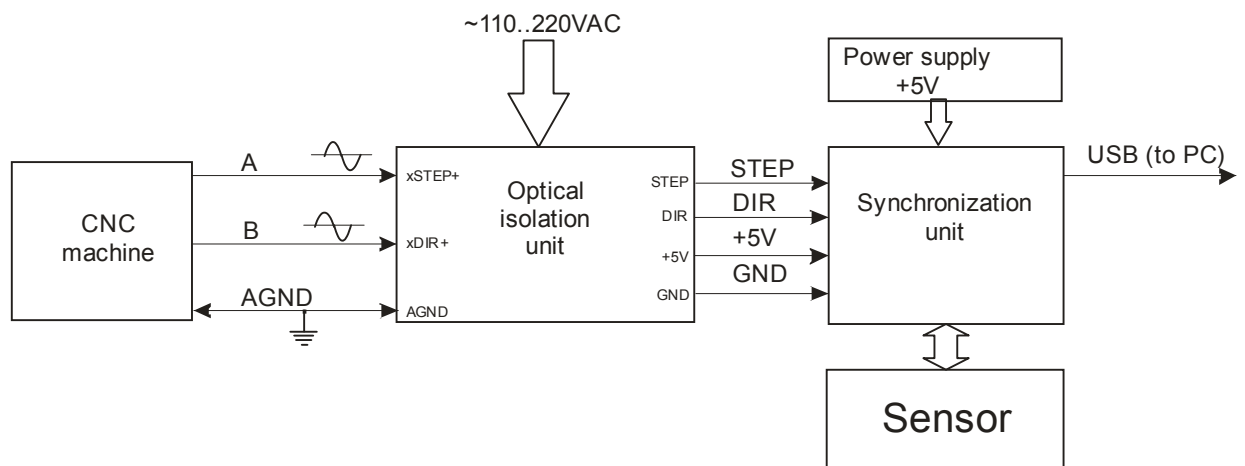 ~110..220VAC
Power supply
+5V
USB (to PC)
A
xSTEP+
Optical
isolation
unit
STEP
STEP
Synchronization
unit
CNC
machine
B
xDIR+
DIR
DIR
+5V
+5V
AGND
AGND
GND
GND
Sensor